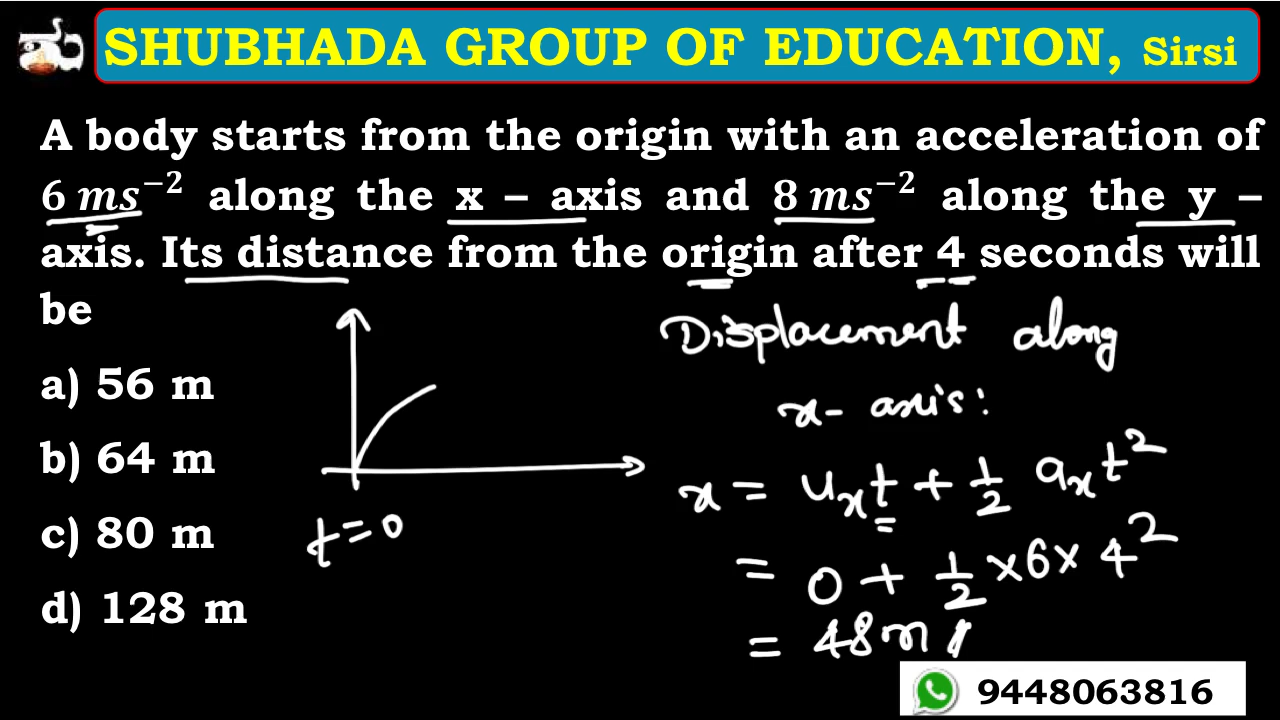 ಶು
SHUBHADA GROUP OF EDUCATION, Sirsi
A body starts from the origin with an acceleration of
6 ms⁻² along the x – axis and 8 ms⁻² along the y –
axis. Its distance from the origin after 4 seconds will
be
a) 56 m
b) 64 m
c) 80 m
d) 128 m
t=0
Displacement along
x- axis:
x = uₓt + 1/2 aₓt²
= 0 + 1/2 ×6× 4²
= 48m
9448063816